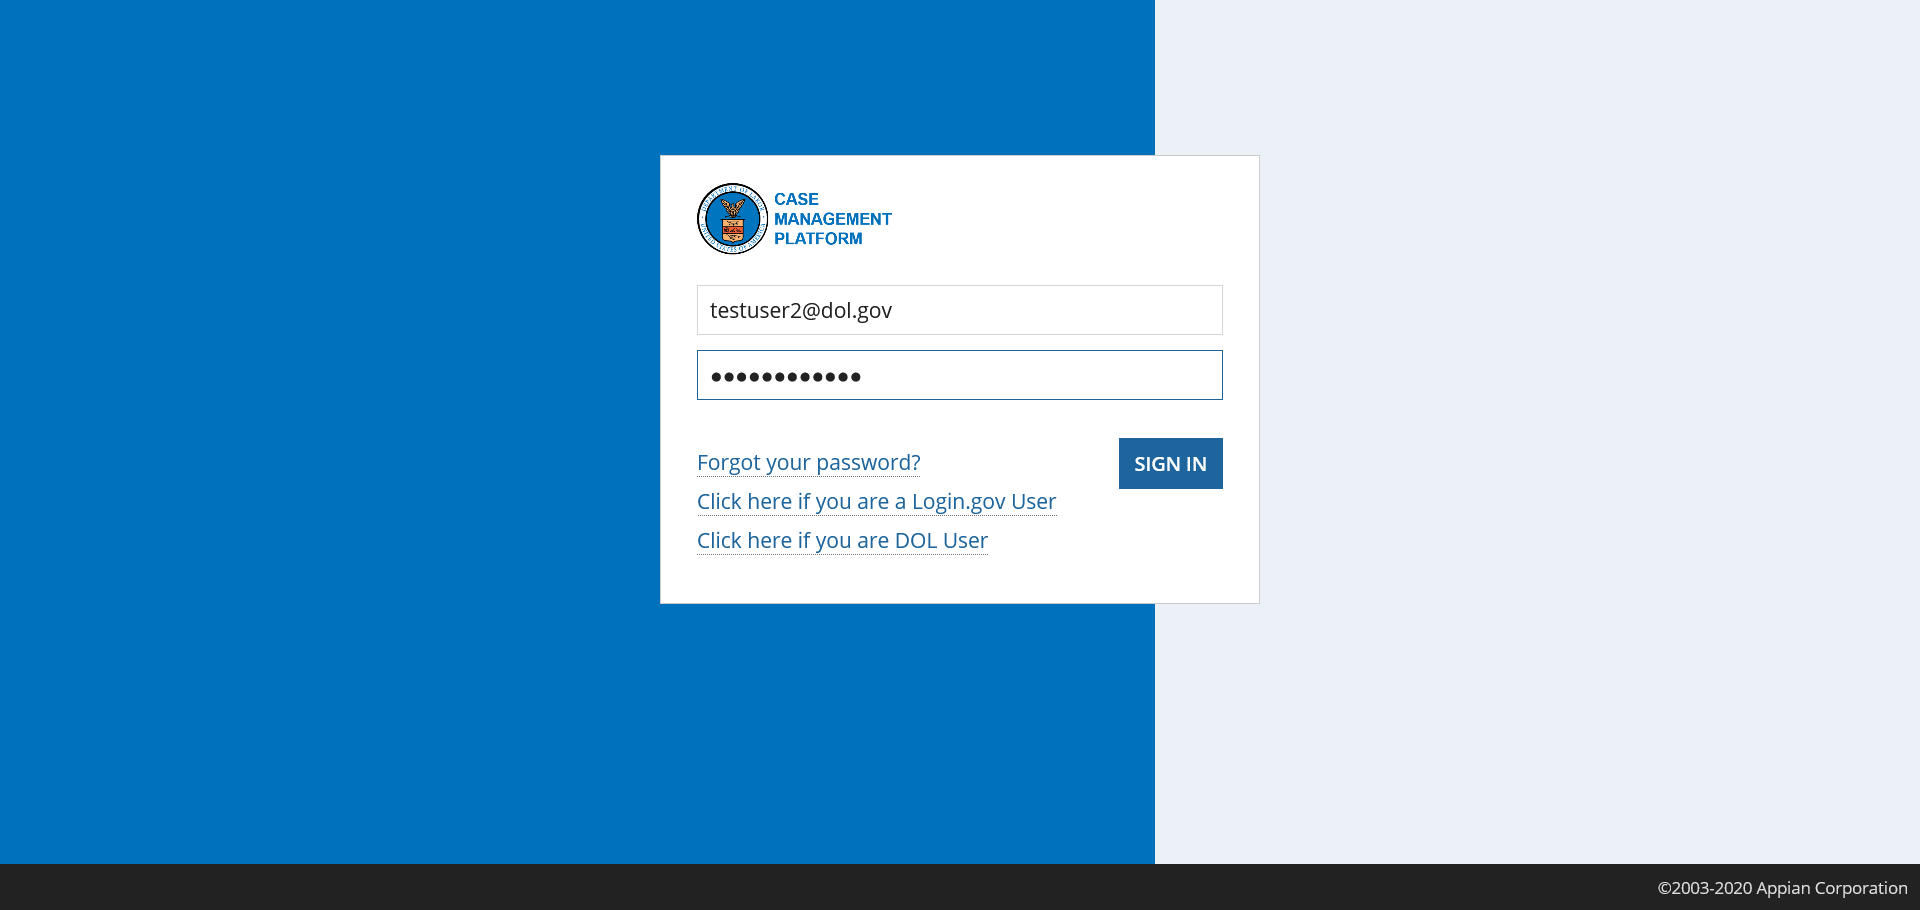 CASE
MANAGEMENT
PLATFORM
testuser2@dol.gov
●●●●●●●●●●●●
Forgot your password?
SIGN IN
Click here if you are a Login.gov User
Click here if you are DOL User
©2003-2020 Appian Corporation